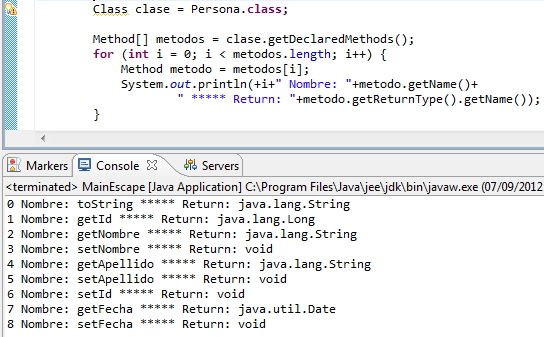 Class clase = Persona.class;
Method[] metodos = clase.getDeclaredMethods();
for (int i = 0; i < metodos.length; i++) {
Method metodo = metodos[i];
System.out.println(+i+" Nombre: "+metodo.getName()+
" ***** Return: "+metodo.getReturnType().getName());
}
Markers Console Servers
<terminated> MainEscape [Java Application] C:\Program Files\Java\jee\jdk\bin\javaw.exe (07/09/2012
0 Nombre: toString ***** Return: java.lang.String
1 Nombre: getId ***** Return: java.lang.Long
2 Nombre: getNombre ***** Return: java.lang.String
3 Nombre: setNombre ***** Return: void
4 Nombre: getApellido ***** Return: java.lang.String
5 Nombre: setApellido ***** Return: void
6 Nombre: setId ***** Return: void
7 Nombre: getFecha ***** Return: java.util.Date
8 Nombre: setFecha ***** Return: void